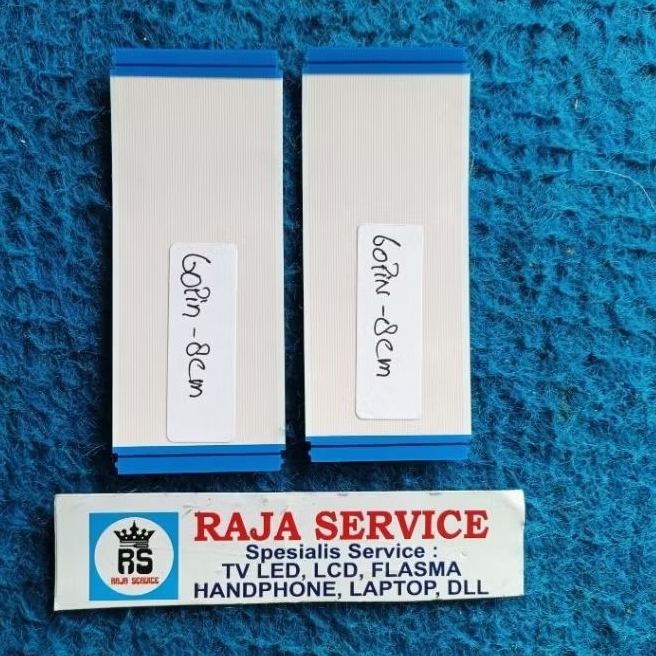 60Pin - 8cm
60Pin - 8cm
RS
RAJA SERVICE
RAJA SERVICE
Spesialis Service :
TV LED, LCD, FLASMA
HANDPHONE, LAPTOP, DLL